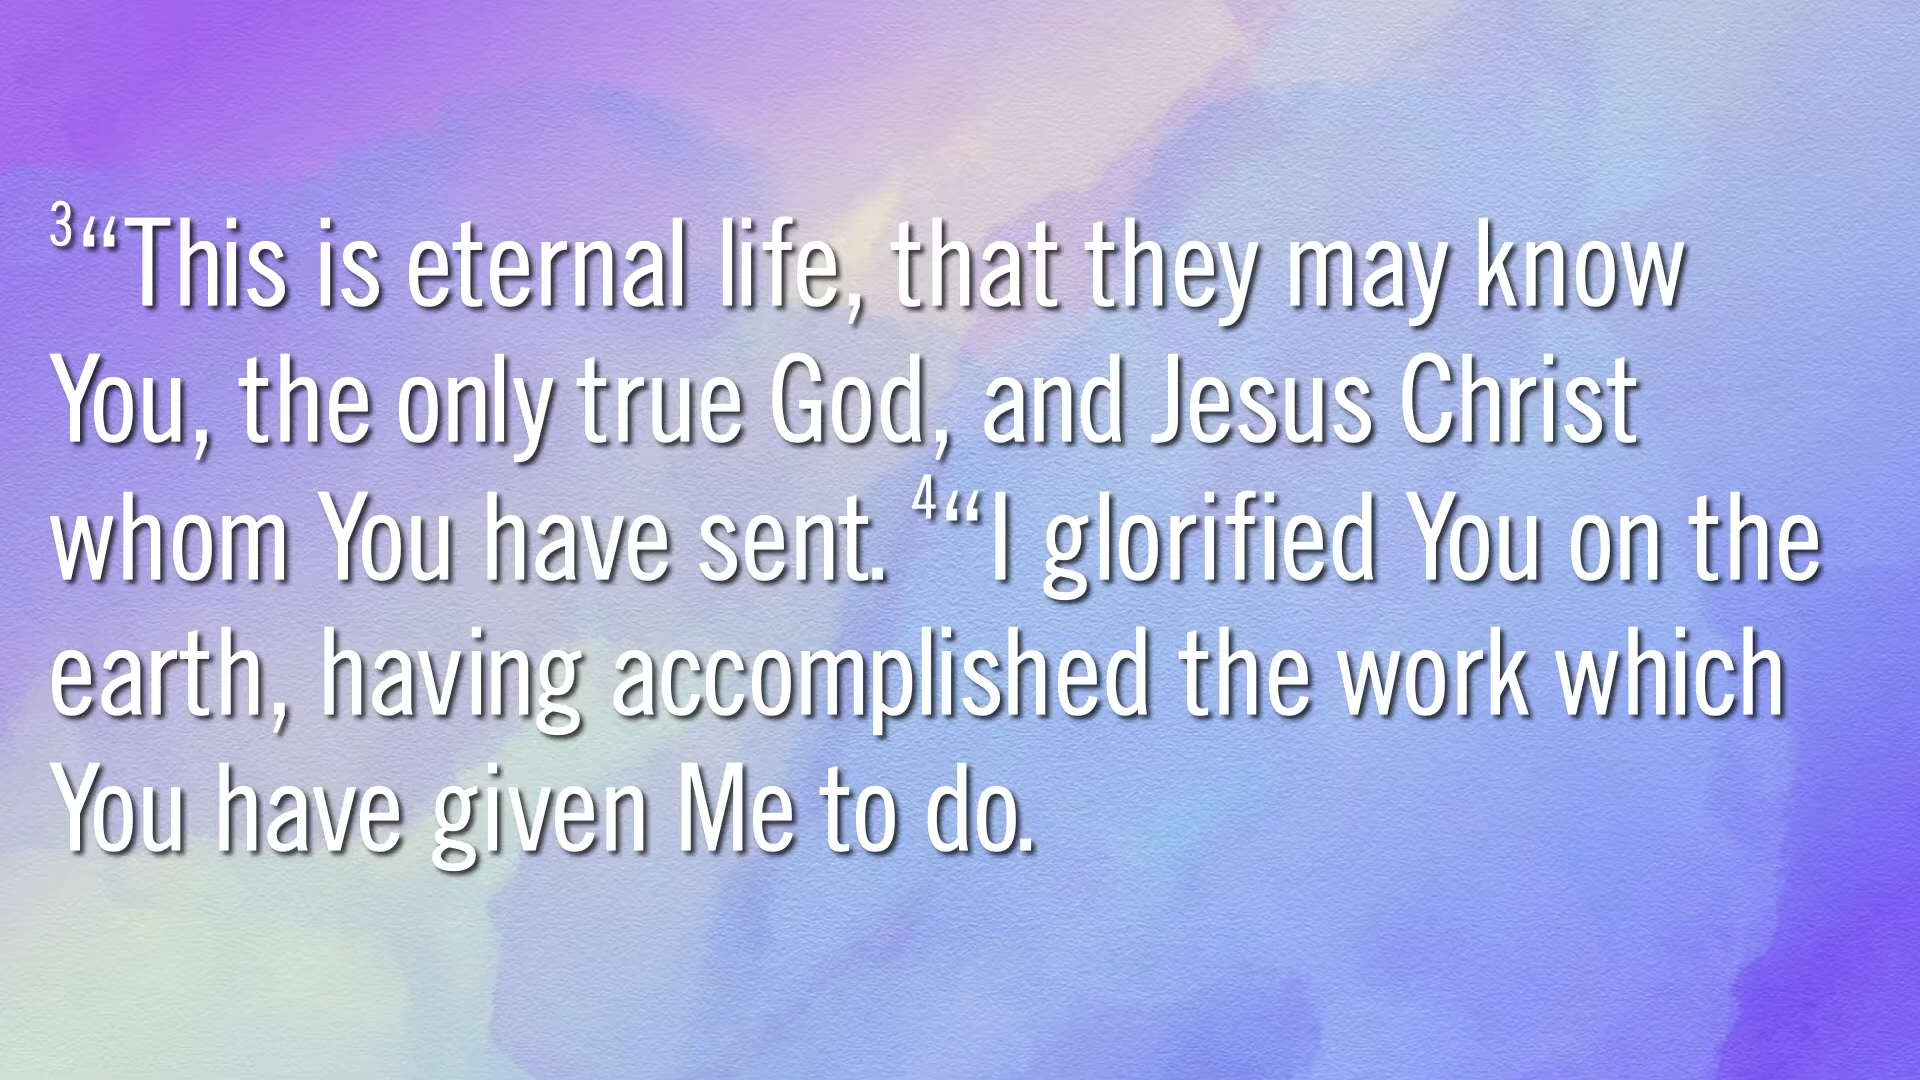 ³“This is eternal life, that they may know
You, the only true God, and Jesus Christ
whom You have sent. ⁴“I glorified You on the
earth, having accomplished the work which
You have given Me to do.